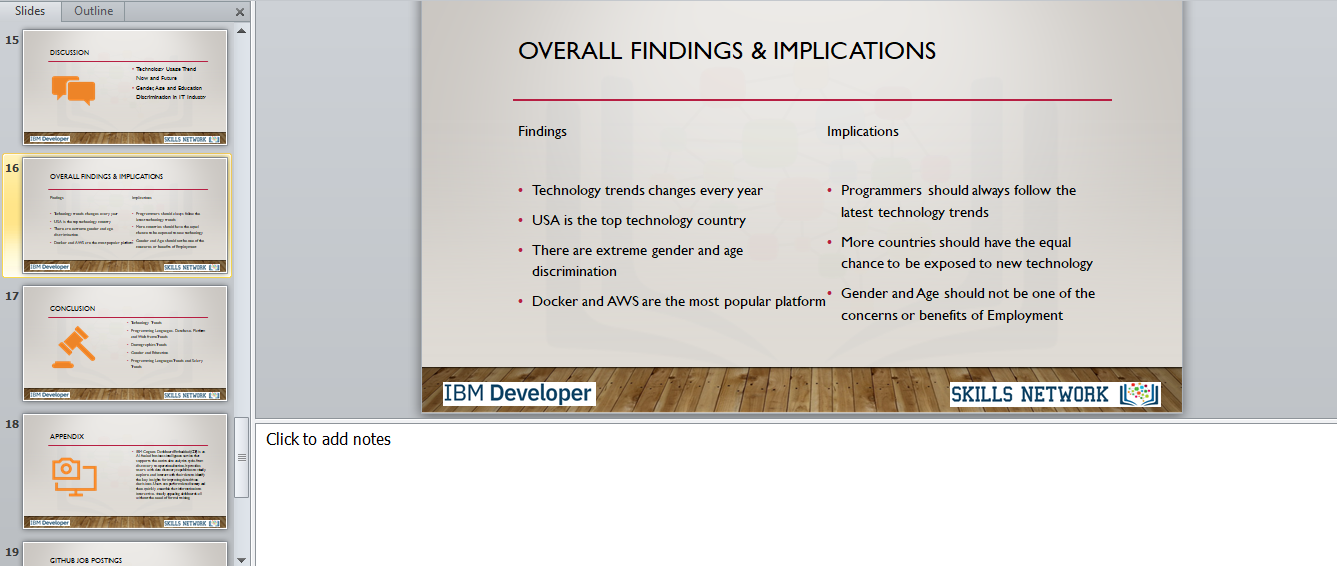 Slides
Outline
15
DISCUSSION
Technology Usage Trend
Now and Future
Gender, Age and Education
Discrimination in IT Industry
IBM Developer
SKILLS NETWORK
16
OVERALL FINDINGS & IMPLICATIONS
Findings
Implications
Technology trends changes every year
USA is the top technology country
There are extreme gender and age
discrimination
Docker and AWS are the most popular platform
Programmers should always follow the
latest technology trends
More countries should have the equal
chance to be exposed to new technology
Gender and Age should not be one of the
concerns or benefits of Employment
IBM Developer
SKILLS NETWORK
17
CONCLUSION
Technology Trends
Programming Languages, Database, Platform
and Web frame Trends
Demographics Trends
Gender and Education
Programming Languages Trends and Salary
Trends
IBM Developer
SKILLS NETWORK
18
APPENDIX
IBM Developer
SKILLS NETWORK
19
GITHUB JOB POSTINGS
OVERALL FINDINGS & IMPLICATIONS
Findings
• Technology trends changes every year
• USA is the top technology country
• There are extreme gender and age
discrimination
• Docker and AWS are the most popular platform
Implications
• Programmers should always follow the
latest technology trends
• More countries should have the equal
chance to be exposed to new technology
• Gender and Age should not be one of the
concerns or benefits of Employment
IBM Developer
SKILLS NETWORK
Click to add notes